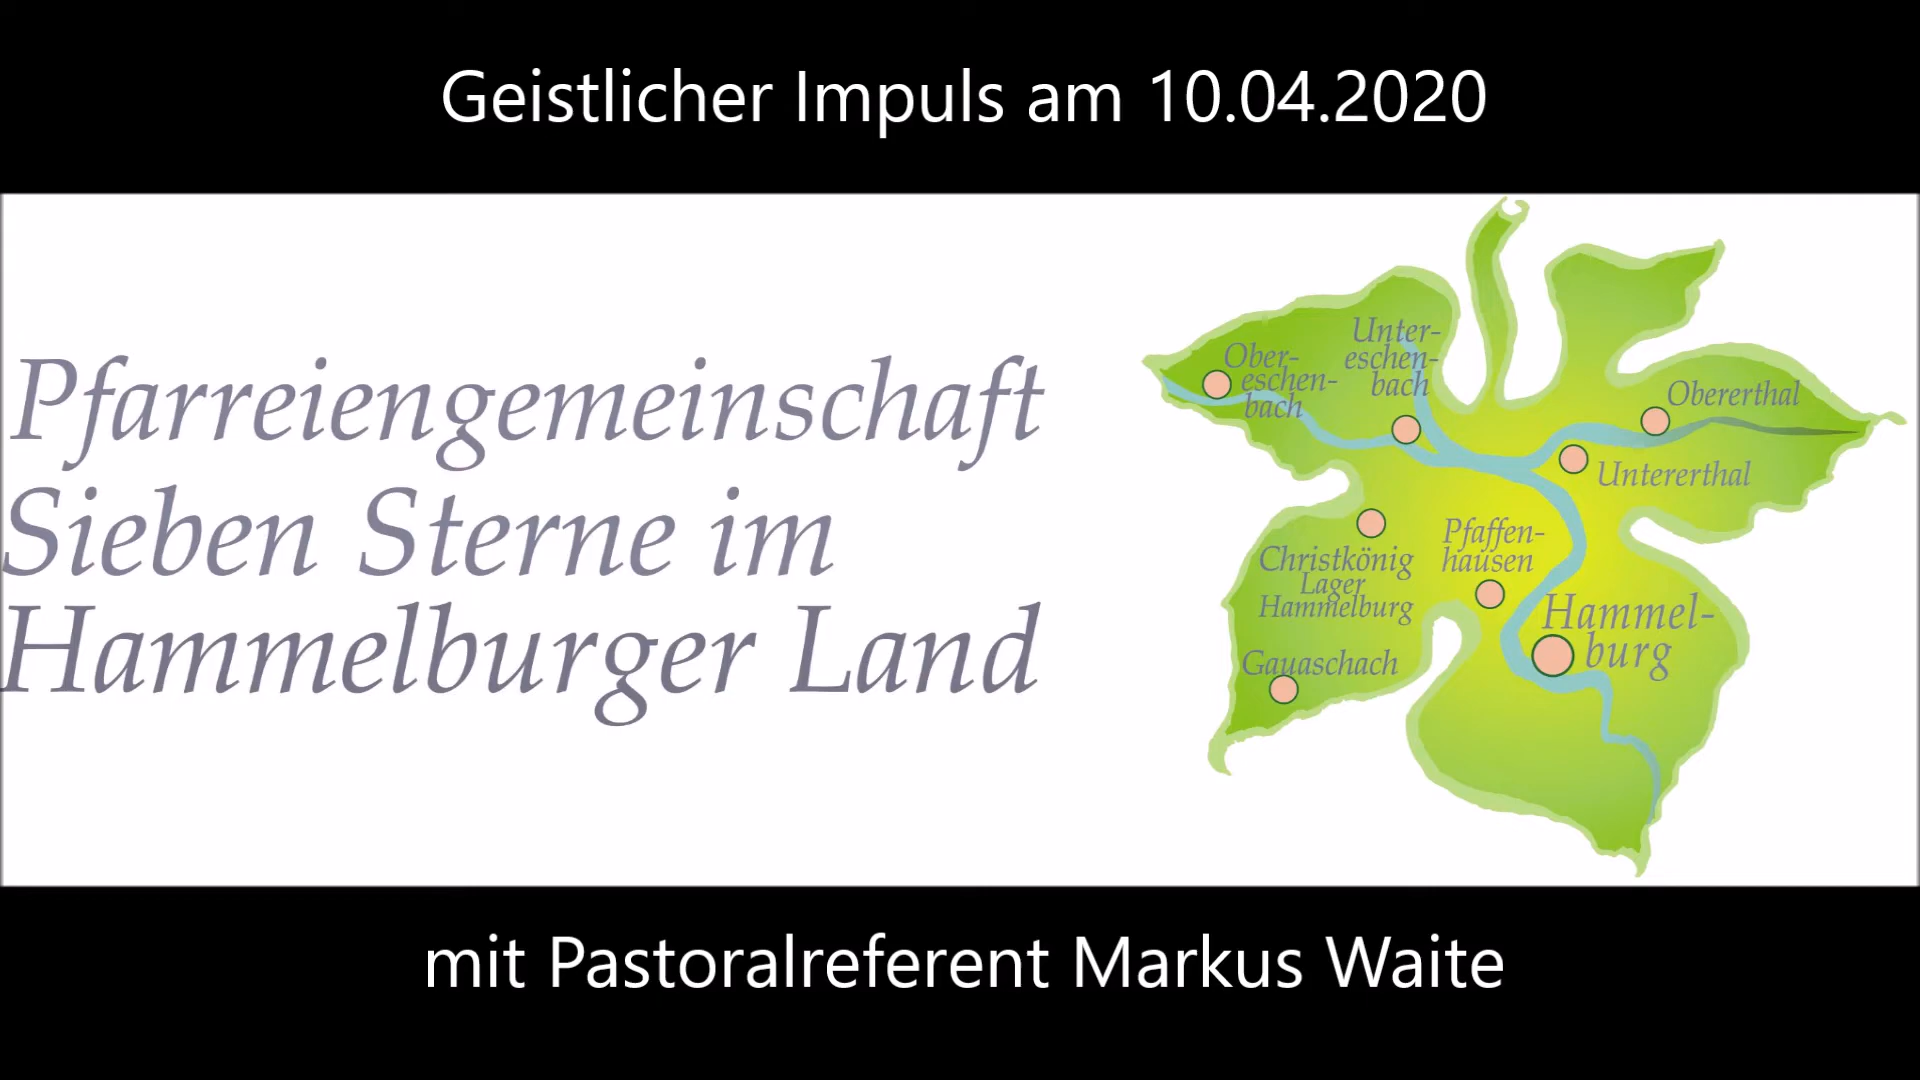 Geistlicher Impuls am 10.04.2020
Pfarreiengemeinschaft
Sieben Sterne im
Hammelburger Land
Ober-
eschen-
bach
Unter-
eschen-
bach
Obererthal
Untererthal
Christkönig
Lager
Hammelburg
Pfaffen-
hausen
Hammel-
burg
Gauaschach
mit Pastoralreferent Markus Waite